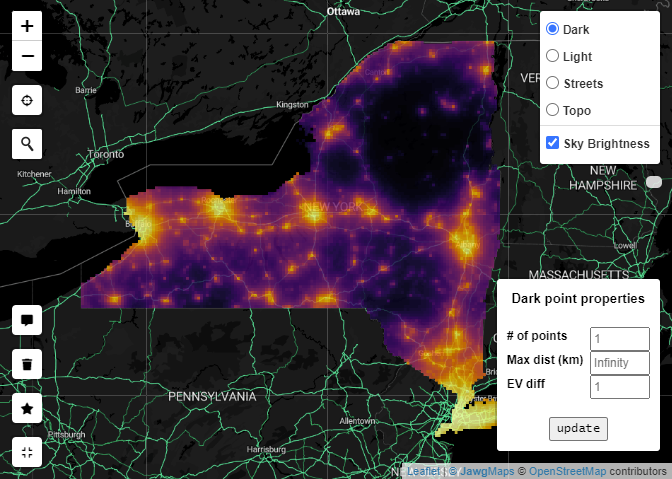 Ottawa
Dark
Light
Streets
Topo
Sky Brightness
VER
Barrie
Kingston
Toronto
Kitchener
Hamilton
NEW
HAMPSHIRE
NEW YORK
Lowell
MASSACHUSETTS
Dark point properties
# of points
1
Max dist (km)
Infinity
EV diff
1
update
PENNSYLVANIA
Allentown
Pittsburgh
Harrisburg
Leaflet | © JawgMaps © OpenStreetMap contributors